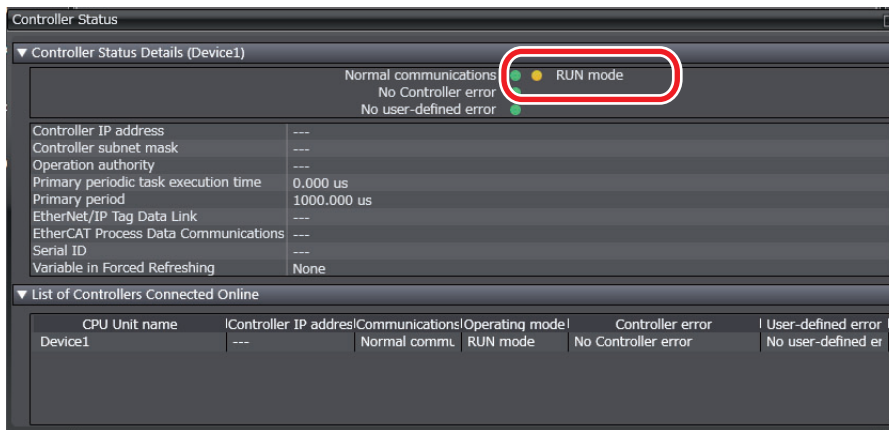 Controller Status
▼ Controller Status Details (Device1)
Normal communications RUN mode
No Controller error
No user-defined error
Controller IP address ---
Controller subnet mask ---
Operation authority ---
Primary periodic task execution time 0.000 us
Primary period 1000.000 us
EtherNet/IP Tag Data Link ---
EtherCAT Process Data Communications ---
Serial ID ---
Variable in Forced Refreshing None
▼ List of Controllers Connected Online
CPU Unit name Controller IP addres Communications Operating mode Controller error User-defined error
Device1 --- Normal commu RUN mode No Controller error No user-defined er